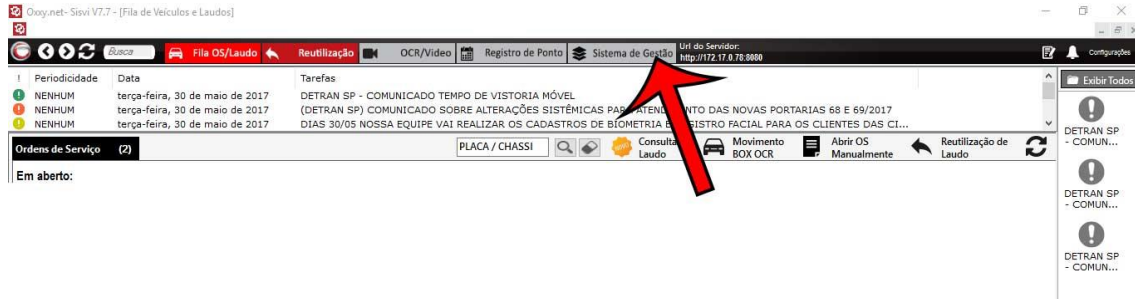 Oxxy.net- Sisvi V7.7 - [Fila de Veículos e Laudos]
Busca Fila OS/Laudo Reutilização OCR/Video Registro de Ponto Sistema de Gestão Url do Servidor: Configurações
http://172.17.0.78:8080
! Periodicidade Data Tarefas Exibir Todos
NENHUM terça-feira, 30 de maio de 2017 DETRAN SP - COMUNICADO TEMPO DE VISTORIA MÓVEL
NENHUM terça-feira, 30 de maio de 2017 (DETRAN SP) COMUNICADO SOBRE ALTERAÇÕES SISTÊMICAS PARA ATENDIMENTO DAS NOVAS PORTARIAS 68 E 69/2017
NENHUM terça-feira, 30 de maio de 2017 DIAS 30/05 NOSSA EQUIPE VAI REALIZAR OS CADASTROS DE BIOMETRIA E REGISTRO FACIAL PARA OS CLIENTES DAS CI...
DETRAN SP
- COMUN...
Ordens de Serviço (2) PLACA / CHASSI Consulta Laudo Movimento BOX OCR Abrir OS Manualmente Reutilização de Laudo
Em aberto:
DETRAN SP
- COMUN...
DETRAN SP
- COMUN...